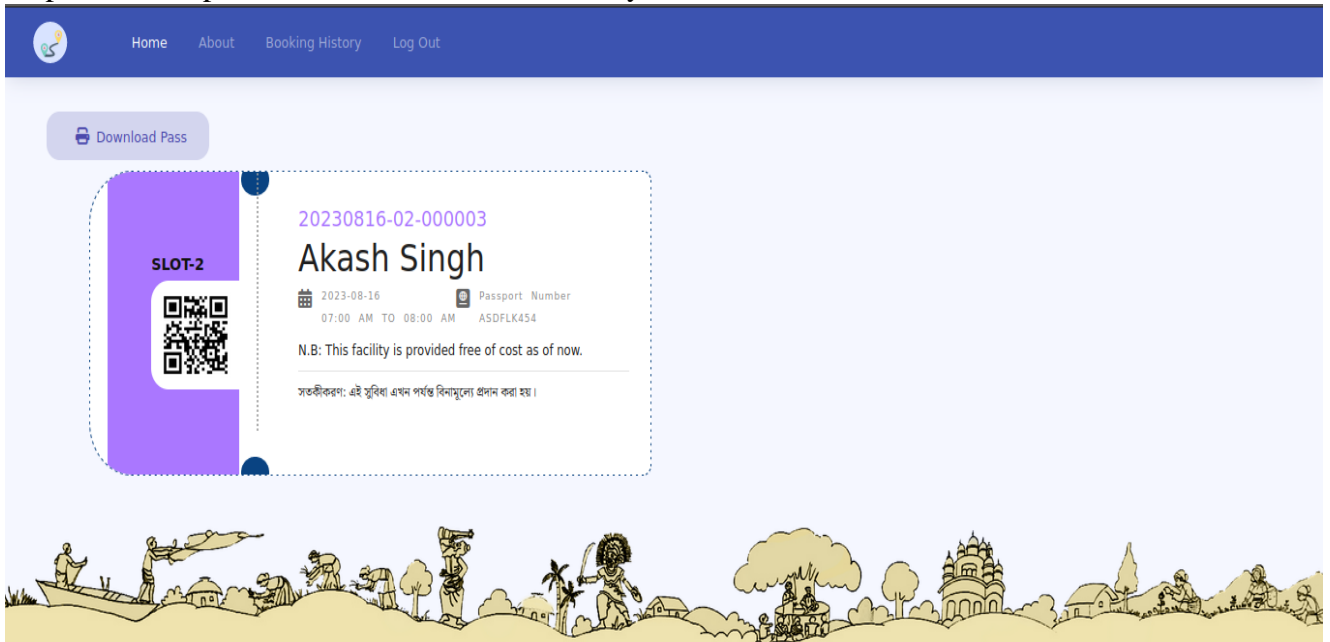 Home About Booking History Log Out
Download Pass
SLOT-2
20230816-02-000003
Akash Singh
2023-08-16
07:00 AM TO 08:00 AM
Passport Number
ASDFLK454
N.B: This facility is provided free of cost as of now.
সতর্কীকরণ: এই সুবিধা এখন পর্যন্ত বিনামূল্যে প্রদান করা হয়।